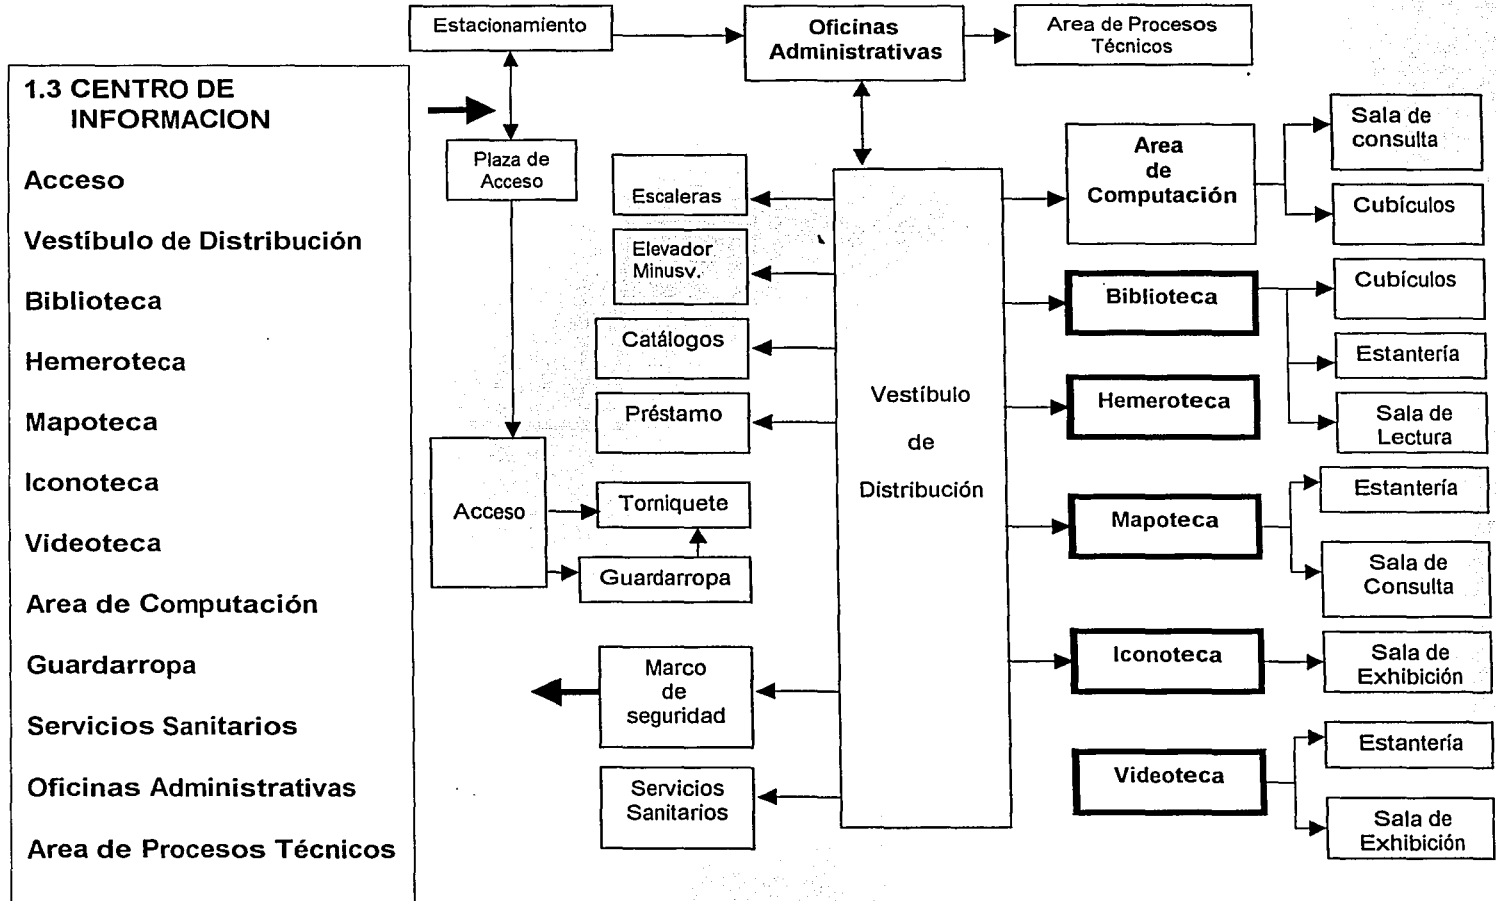 1.3 CENTRO DE
INFORMACION
Acceso
Vestíbulo de Distribución
Biblioteca
Hemeroteca
Mapoteca
Iconoteca
Videoteca
Area de Computación
Guardarropa
Servicios Sanitarios
Oficinas Administrativas
Area de Procesos Técnicos
Estacionamiento
Oficinas
Administrativas
Area de Procesos
Técnicos
Plaza de
Acceso
Acceso
Escaleras
Elevador
Minusv.
Catálogos
Préstamo
Torniquete
Guardarropa
Marco
de
seguridad
Servicios
Sanitarios
Vestíbulo
de
Distribución
Area
de
Computación
Sala de
consulta
Cubículos
Biblioteca
Cubículos
Estantería
Sala de
Lectura
Hemeroteca
Mapoteca
Estantería
Sala de
Consulta
Iconoteca
Sala de
Exhibición
Videoteca
Estantería
Sala de
Exhibición